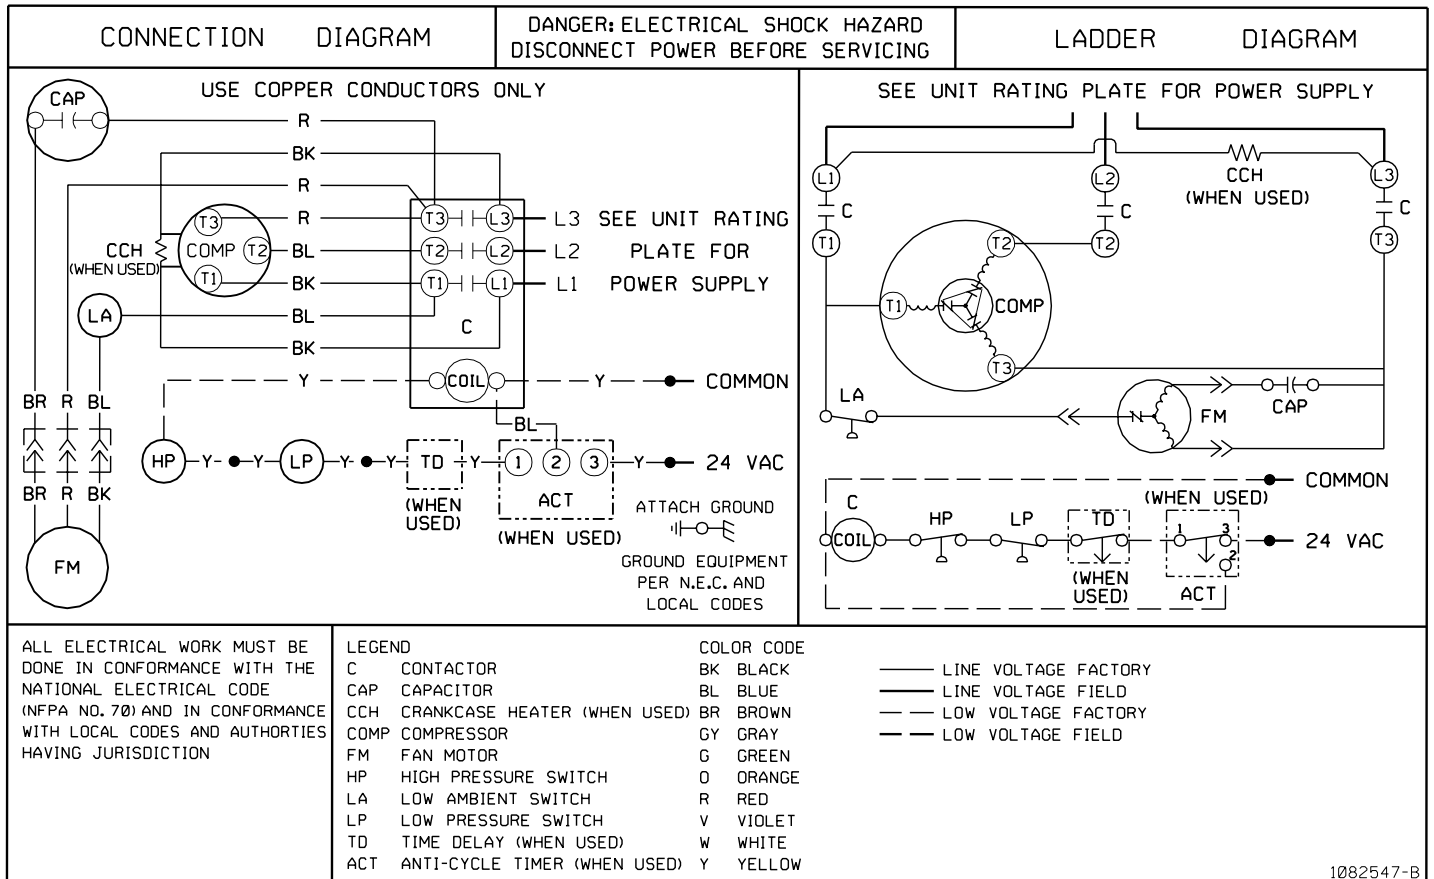 CONNECTION DIAGRAM
DANGER: ELECTRICAL SHOCK HAZARD
DISCONNECT POWER BEFORE SERVICING
LADDER DIAGRAM
USE COPPER CONDUCTORS ONLY
CAP
R
BK
R
T3
R
T3
L3
L3
SEE UNIT RATING
CCH
(WHEN USED)
COMP
T2
BL
T2
L2
L2
PLATE FOR
T1
BK
T1
L1
L1
POWER SUPPLY
LA
BL
C
BK
Y
COIL
Y
COMMON
BR R BL
BL
HP
Y
Y
LP
Y
Y
TD
Y
1 2 3
Y
24 VAC
(WHEN
USED)
ACT
(WHEN USED)
BR R BK
FM
ATTACH GROUND
GROUND EQUIPMENT
PER N.E.C. AND
LOCAL CODES
SEE UNIT RATING PLATE FOR POWER SUPPLY
L1
L2
CCH
(WHEN USED)
L3
C
C
C
T1
T2
T3
T2
T1
COMP
T3
LA
CAP
FM
COMMON
(WHEN USED)
C
COIL
HP
LP
TD
(WHEN
USED)
1 3
2
ACT
24 VAC
ALL ELECTRICAL WORK MUST BE
DONE IN CONFORMANCE WITH THE
NATIONAL ELECTRICAL CODE
(NFPA NO. 70) AND IN CONFORMANCE
WITH LOCAL CODES AND AUTHORTIES
HAVING JURISDICTION
LEGEND
C CONTACTOR
CAP CAPACITOR
CCH CRANKCASE HEATER (WHEN USED)
COMP COMPRESSOR
FM FAN MOTOR
HP HIGH PRESSURE SWITCH
LA LOW AMBIENT SWITCH
LP LOW PRESSURE SWITCH
TD TIME DELAY (WHEN USED)
ACT ANTI-CYCLE TIMER (WHEN USED)
COLOR CODE
BK BLACK
BL BLUE
BR BROWN
GY GRAY
G GREEN
O ORANGE
R RED
V VIOLET
W WHITE
Y YELLOW
LINE VOLTAGE FACTORY
LINE VOLTAGE FIELD
LOW VOLTAGE FACTORY
LOW VOLTAGE FIELD
1082547-B